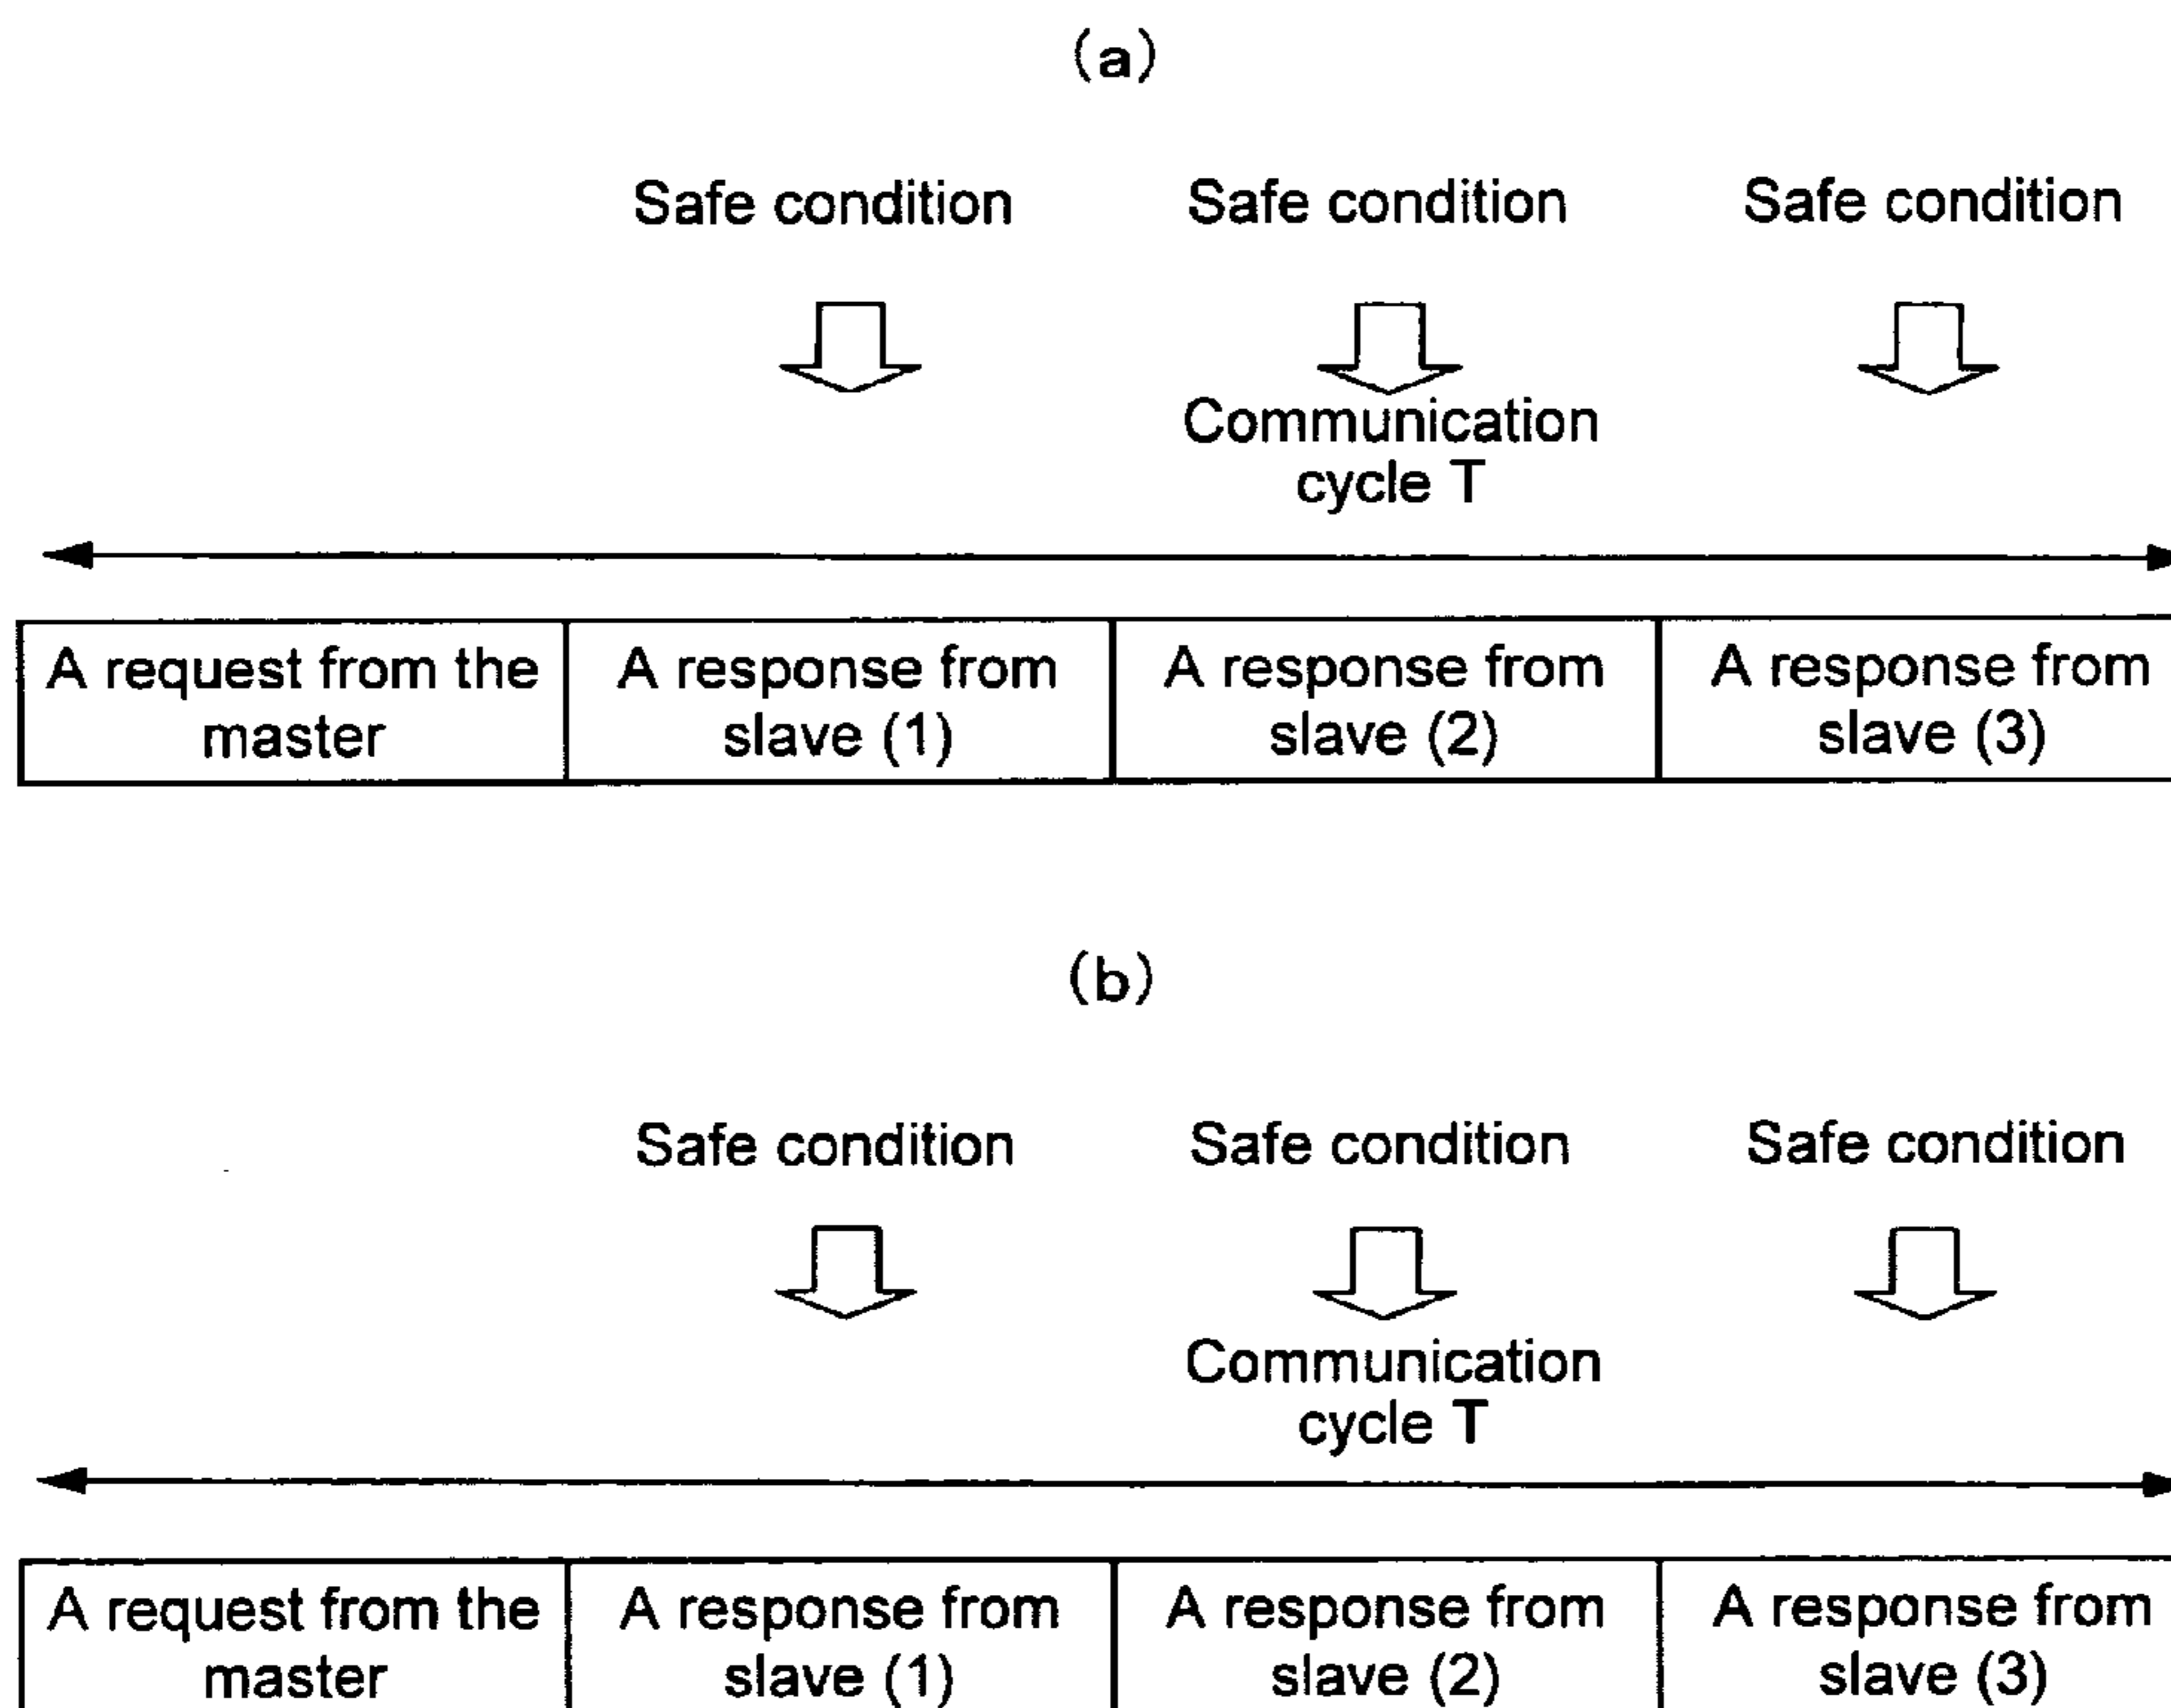 (a)
Safe condition Safe condition Safe condition
Communication
cycle T
A request from the A response from A response from A response from
master slave (1) slave (2) slave (3)
(b)
Safe condition Safe condition Safe condition
Communication
cycle T
A request from the A response from A response from A response from
master slave (1) slave (2) slave (3)